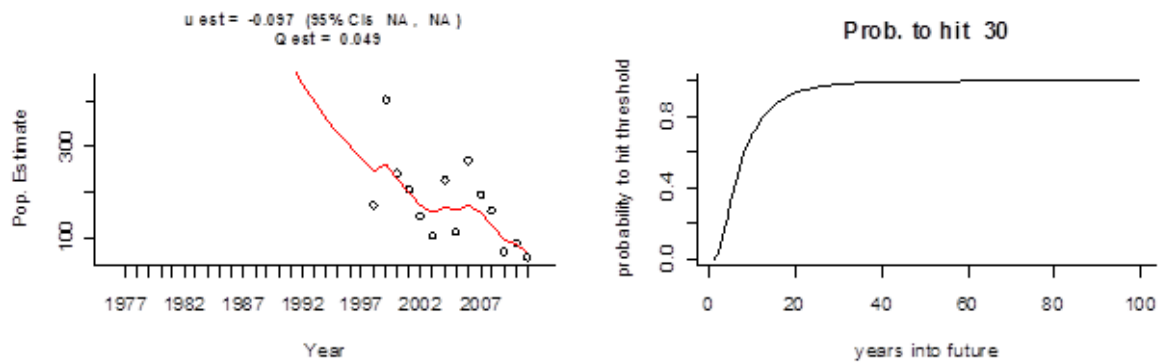 u est = -0.097 (95% CIs NA , NA )
Q est = 0.049
Pop. Estimate
300
100
1977 1982 1987 1992 1997 2002 2007
Year
Prob. to hit 30
probability to hit threshold
0.8
0.4
0.0
0 20 40 60 80 100
years into future